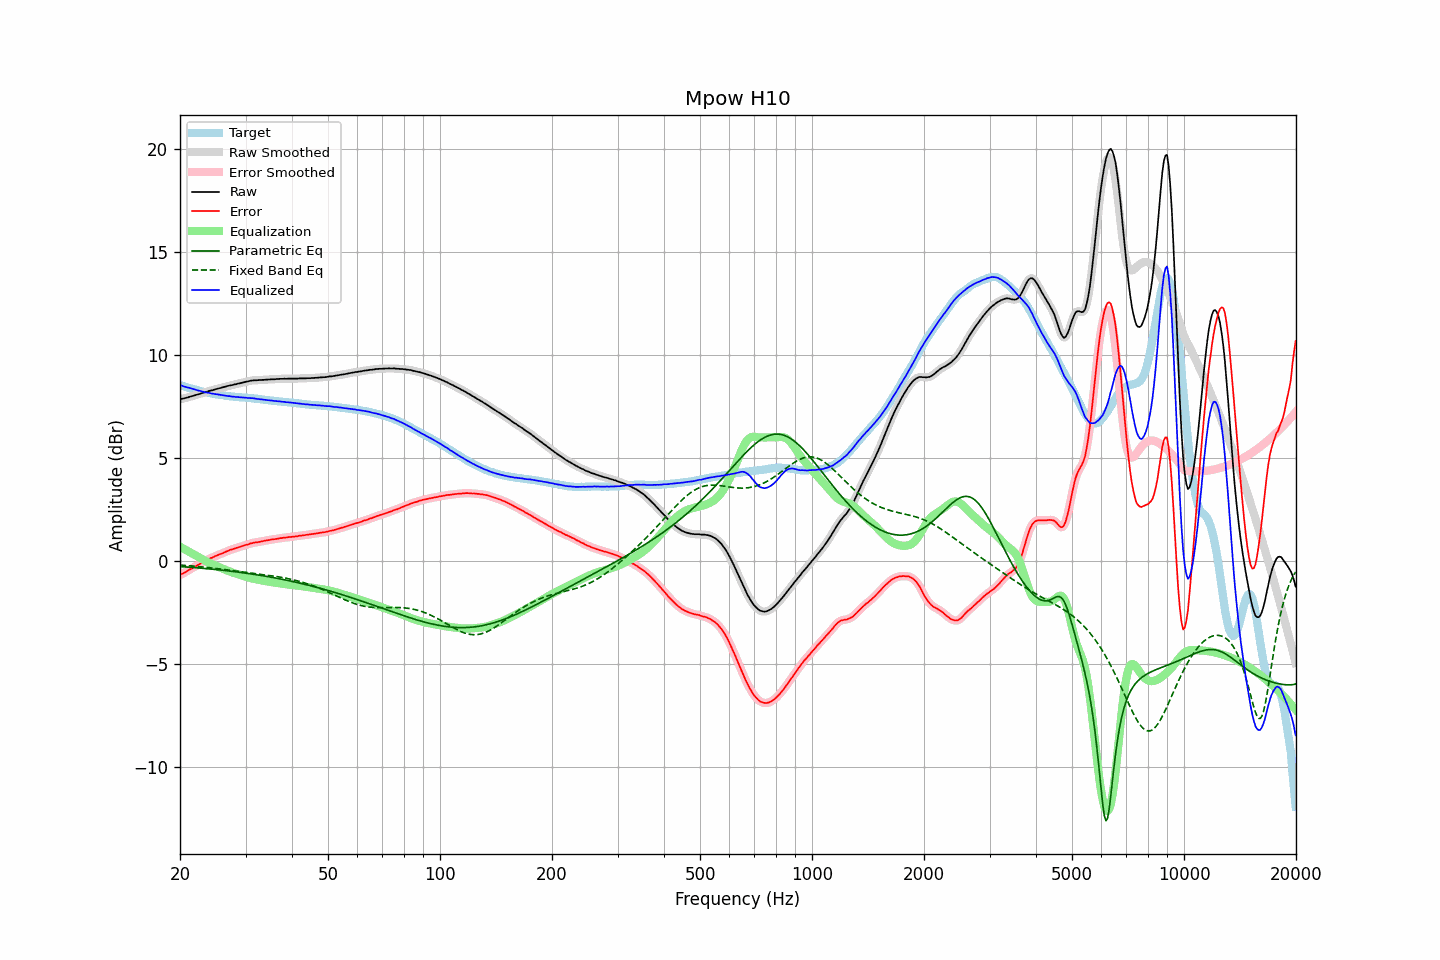 Mpow H10
Target
Raw Smoothed
Error Smoothed
Raw
Error
Equalization
Parametric Eq
Fixed Band Eq
Equalized
Amplitude (dBr)
20
15
10
5
0
−5
−10
20 50 100 200 500 1000 2000 5000 10000 20000
Frequency (Hz)